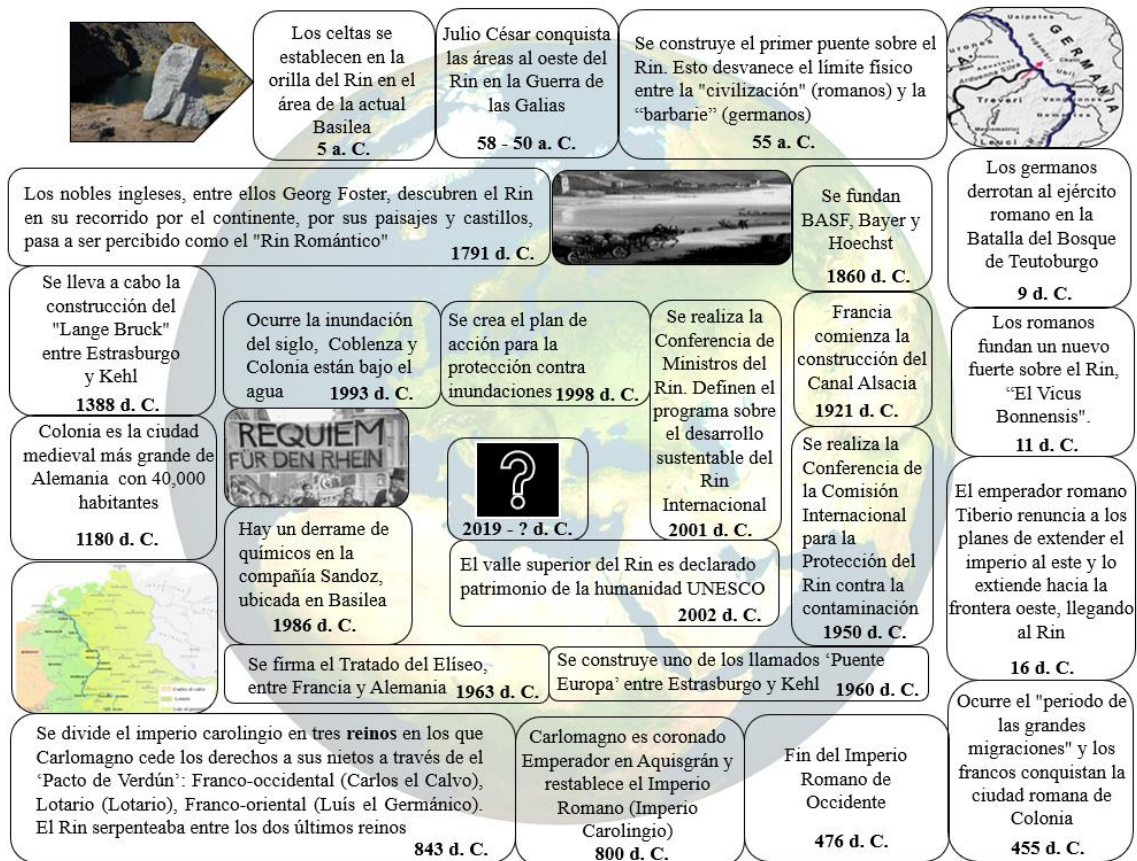 Los celtas se
establecen en la
orilla del Rin en el
área de la actual
Basilea
5 a. C.
Julio César conquista
las áreas al oeste del
Rin en la Guerra de
las Galias
58 - 50 a. C.
Se construye el primer puente sobre el
Rin. Esto desvanece el límite físico
entre la "civilización" (romanos) y la
“barbarie” (germanos)
55 a. C.
Usipetes
GERMANIA
Arduenna Silva
Treveri
Nemetes
Leuci
Los germanos
derrotan al ejército
romano en la
Batalla del Bosque
de Teutoburgo
9 d. C.
Los romanos
fundan un nuevo
fuerte sobre el Rin,
“El Vicus
Bonnensis".
11 d. C.
El emperador romano
Tiberio renuncia a los
planes de extender el
imperio al este y lo
extiende hacia la
frontera oeste, llegando
al Rin
16 d. C.
Ocurre el "periodo de
las grandes
migraciones" y los
francos conquistan la
ciudad romana de
Colonia
455 d. C.
Fin del Imperio
Romano de
Occidente
476 d. C.
Carlomagno es coronado
Emperador en Aquisgrán y
restablece el Imperio
Romano (Imperio
Carolingio)
800 d. C.
Se divide el imperio carolingio en tres reinos en los que
Carlomagno cede los derechos a sus nietos a través de el
‘Pacto de Verdún’: Franco-occidental (Carlos el Calvo),
Lotario (Lotario), Franco-oriental (Luís el Germánico).
El Rin serpenteaba entre los dos últimos reinos
843 d. C.
Colonia es la ciudad
medieval más grande de
Alemania con 40,000
habitantes
1180 d. C.
Se lleva a cabo la
construcción del
"Lange Bruck"
entre Estrasburgo
y Kehl
1388 d. C.
Los nobles ingleses, entre ellos Georg Foster, descubren el Rin
en su recorrido por el continente, por sus paisajes y castillos,
pasa a ser percibido como el "Rin Romántico"
1791 d. C.
Se fundan
BASF, Bayer y
Hoechst
1860 d. C.
Francia
comienza la
construcción del
Canal Alsacia
1921 d. C.
Se realiza la
Conferencia de
la Comisión
Internacional
para la
Protección del
Rin contra la
contaminación
1950 d. C.
Se construye uno de los llamados ‘Puente
Europa’ entre Estrasburgo y Kehl 1960 d. C.
Se firma el Tratado del Elíseo,
entre Francia y Alemania 1963 d. C.
Hay un derrame de
químicos en la
compañía Sandoz,
ubicada en Basilea
1986 d. C.
REQUIEM
FÜR DEN RHEIN
Ocurre la inundación
del siglo, Coblenza y
Colonia están bajo el
agua 1993 d. C.
Se crea el plan de
acción para la
protección contra
inundaciones 1998 d. C.
Se realiza la
Conferencia de
Ministros del
Rin. Definen el
programa sobre
el desarrollo
sustentable del
Rin
Internacional
2001 d. C.
El valle superior del Rin es declarado
patrimonio de la humanidad UNESCO
2002 d. C.
?
2019 - ? d. C.